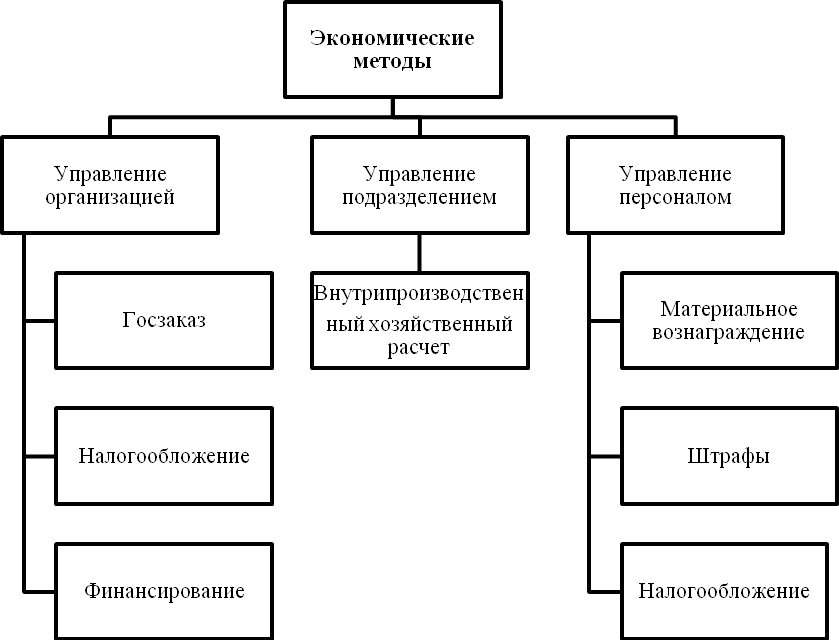 Экономические
методы
Управление
организацией
Управление
подразделением
Управление
персоналом
Госзаказ
Налогообложение
Финансирование
Внутрипроизводствен
ный хозяйственный
расчет
Материальное
вознаграждение
Штрафы
Налогообложение